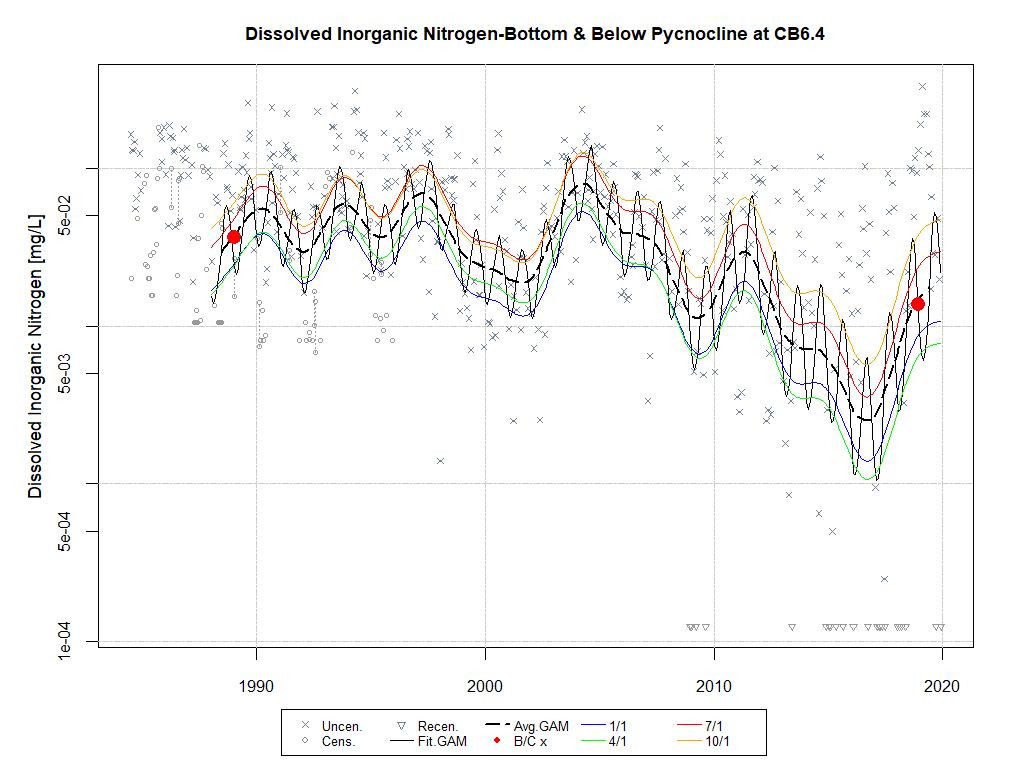 Dissolved Inorganic Nitrogen-Bottom & Below Pycnocline at CB6.4
Dissolved Inorganic Nitrogen [mg/L]
5e-02
5e-03
5e-04
1e-04
1990 2000 2010 2020
Uncen. Recen. Avg.GAM 1/1 7/1
Cens. Fit.GAM B/C x 4/1 10/1